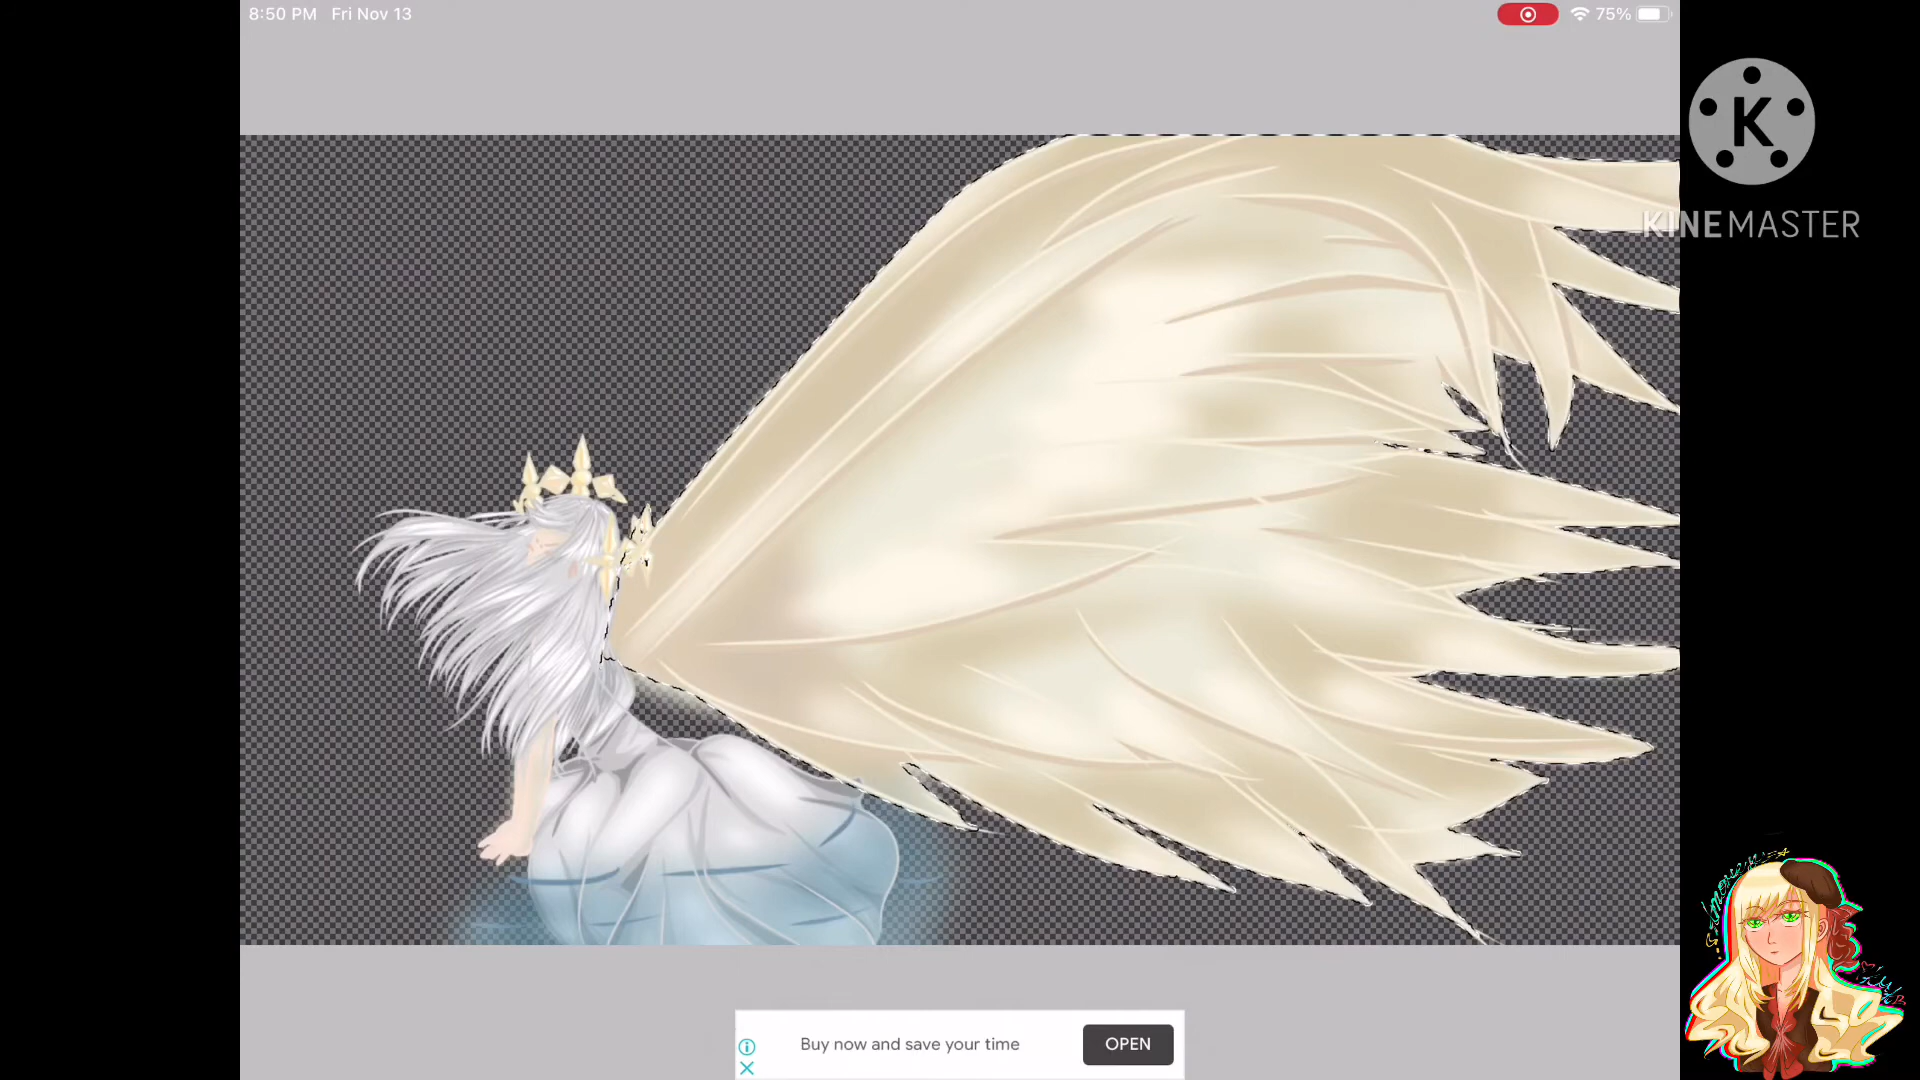 8:50 PM Fri Nov 13
75%
K
KINEMASTER
Buy now and save your time
OPEN